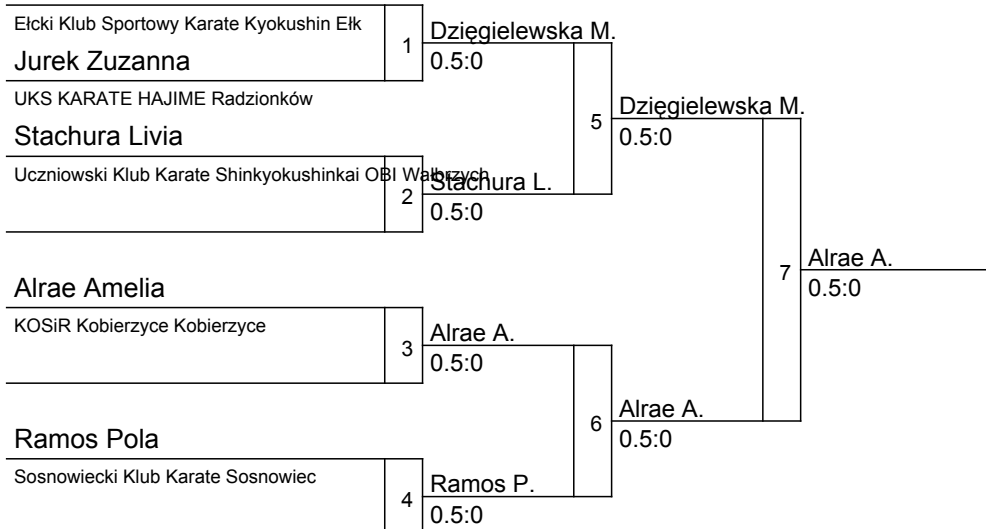 Ełcki Klub Sportowy Karate Kyokushin Ełk
1
Dzięgielewska M.
0.5:0
Jurek Zuzanna
UKS KARATE HAJIME Radzionków
5
Dzięgielewska M.
0.5:0
Stachura Livia
Uczniowski Klub Karate Shinkyokushinkai OBI Wałbrzych
2
Stachura L.
0.5:0
7
Alrae A.
0.5:0
Alrae Amelia
KOSiR Kobierzyce Kobierzyce
3
Alrae A.
0.5:0
6
Alrae A.
0.5:0
Ramos Pola
Sosnowiecki Klub Karate Sosnowiec
4
Ramos P.
0.5:0